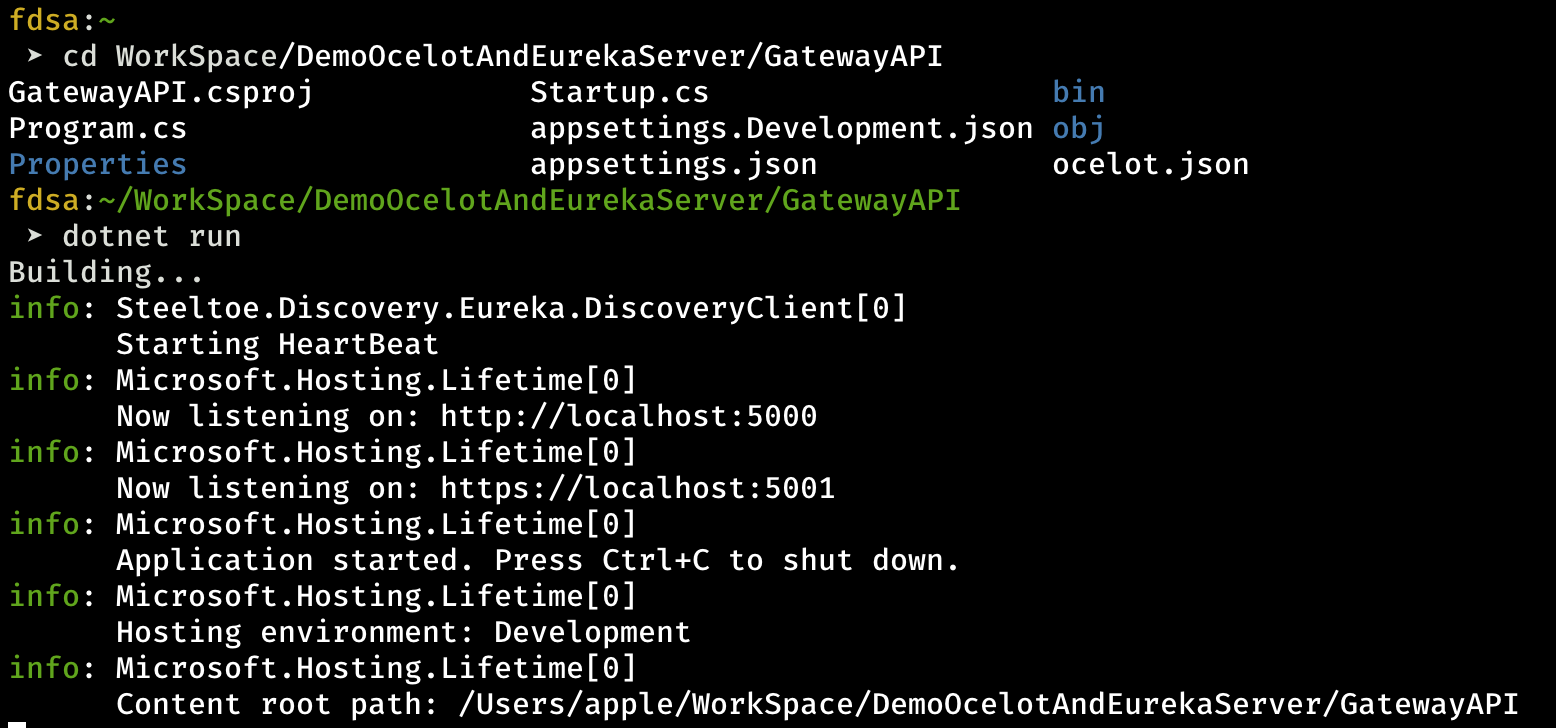 fdsa:~
➤ cd WorkSpace/DemoOcelotAndEurekaServer/GatewayAPI
GatewayAPI.csproj Startup.cs bin
Program.cs appsettings.Development.json obj
Properties appsettings.json ocelot.json
fdsa:~/WorkSpace/DemoOcelotAndEurekaServer/GatewayAPI
➤ dotnet run
Building...
info: Steeltoe.Discovery.Eureka.DiscoveryClient[0]
Starting HeartBeat
info: Microsoft.Hosting.Lifetime[0]
Now listening on: http://localhost:5000
info: Microsoft.Hosting.Lifetime[0]
Now listening on: https://localhost:5001
info: Microsoft.Hosting.Lifetime[0]
Application started. Press Ctrl+C to shut down.
info: Microsoft.Hosting.Lifetime[0]
Hosting environment: Development
info: Microsoft.Hosting.Lifetime[0]
Content root path: /Users/apple/WorkSpace/DemoOcelotAndEurekaServer/GatewayAPI